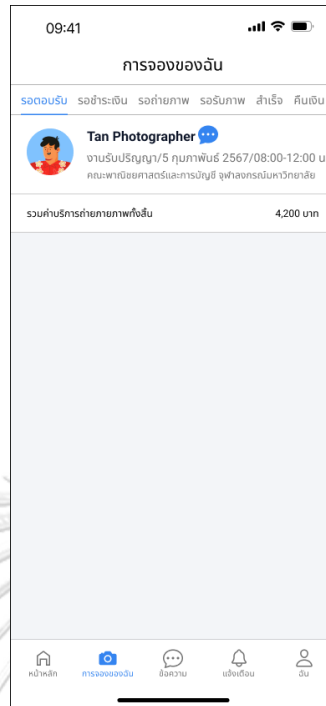 09:41
การจองของฉัน
รอตอบรับ รอชำระเงิน รอถ่ายภาพ รอรับภาพ สำเร็จ คืนเงิน
Tan Photographer
งานรับปริญญา/5 กุมภาพันธ์ 2567/08:00-12:00 น
คณะพาณิชยศาสตร์และการบัญชี จุฬาลงกรณ์มหาวิทยาลัย
รวมค่าบริการถ่ายภายภาพทั้งสิ้น 4,200 บาท
หน้าหลัก การจองของฉัน ข้อความ แจ้งเตือน ฉัน